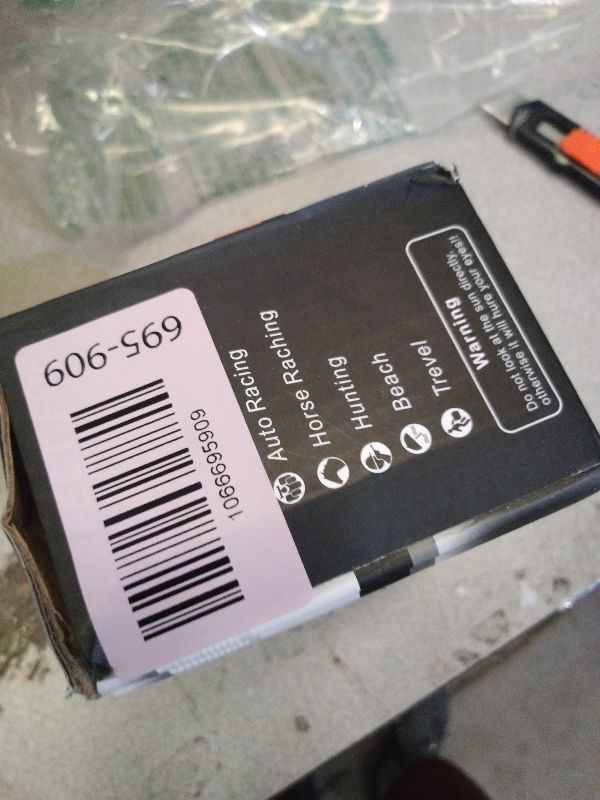 695-909
1066695909
Auto Racing
Horse Raching
Hunting
Beach
Trevel
Warning
Do not look at the sun directly,
otherwise it will hure your eyes!!